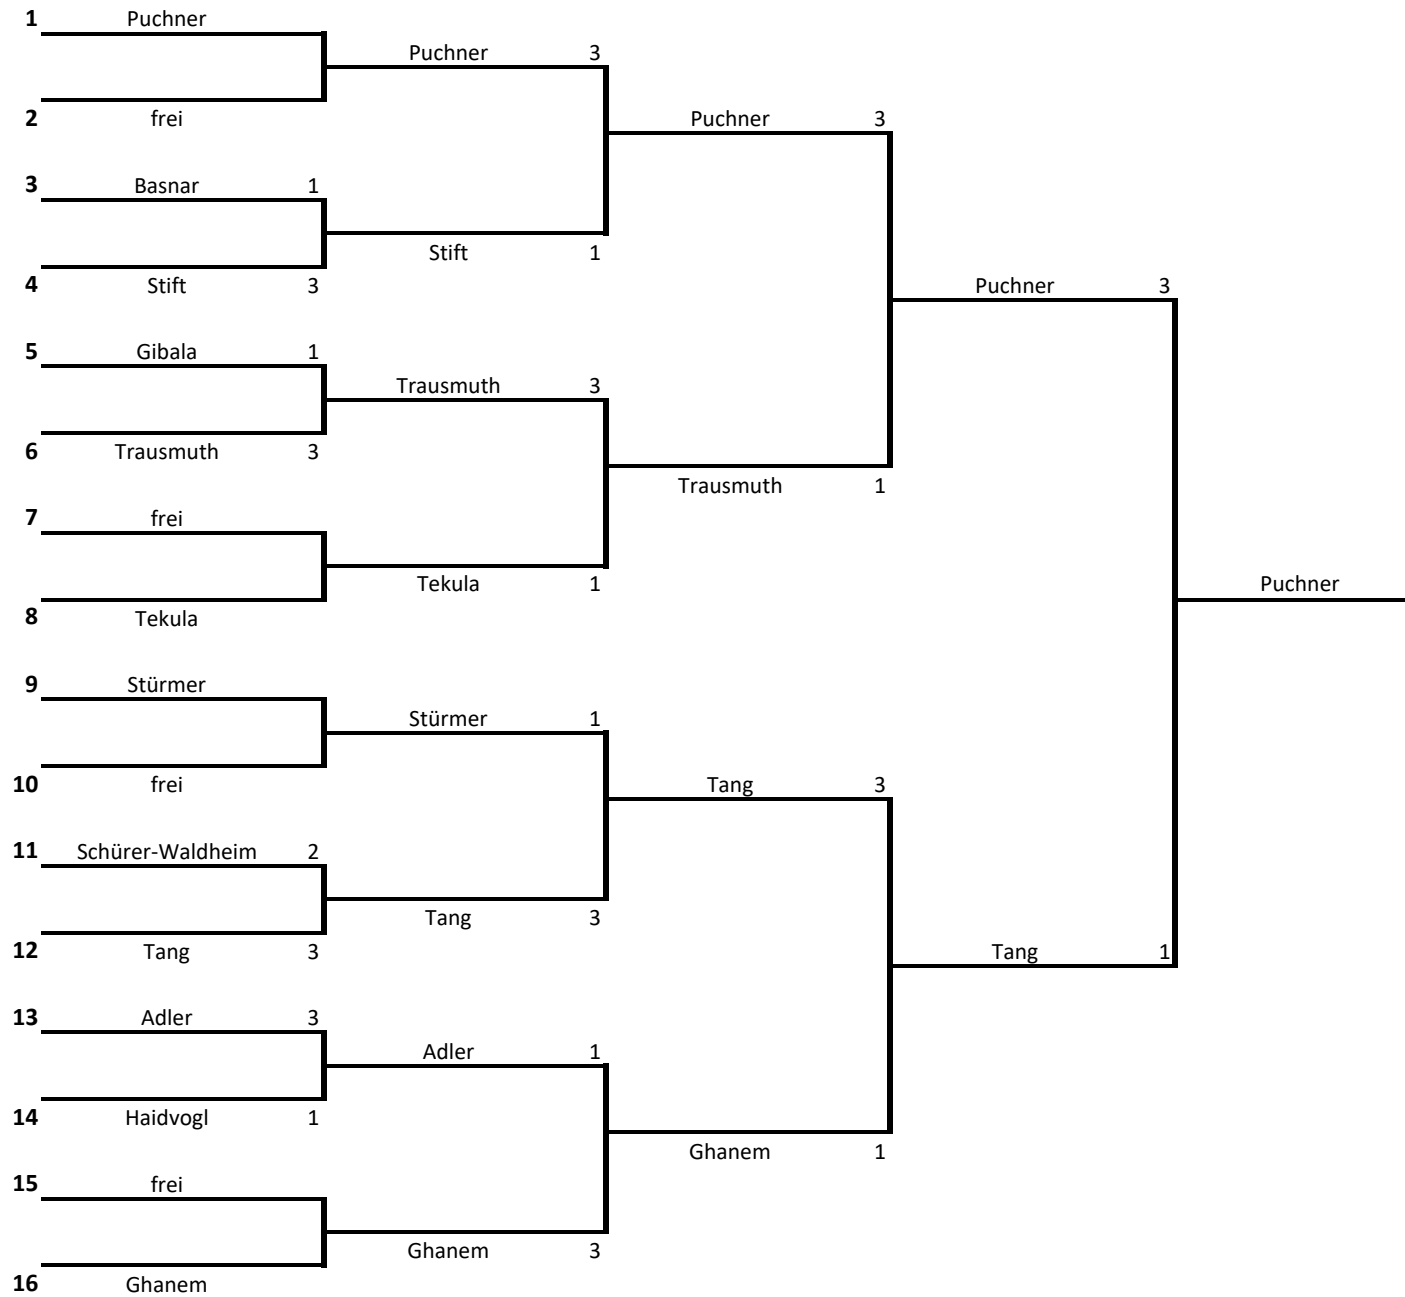 1 Puchner
Puchner 3
2 frei
Puchner 3
3 Basnar 1
Stift 1
4 Stift 3
Puchner 3
5 Gibala 1
Trausmuth 3
6 Trausmuth 3
Trausmuth 1
7 frei
Tekula 1
8 Tekula
Puchner
9 Stürmer
Stürmer 1
10 frei
Tang 3
11 Schürer-Waldheim 2
Tang 3
12 Tang 3
Tang 1
13 Adler 3
Adler 1
14 Haidvogl 1
Ghanem 1
15 frei
Ghanem 3
16 Ghanem